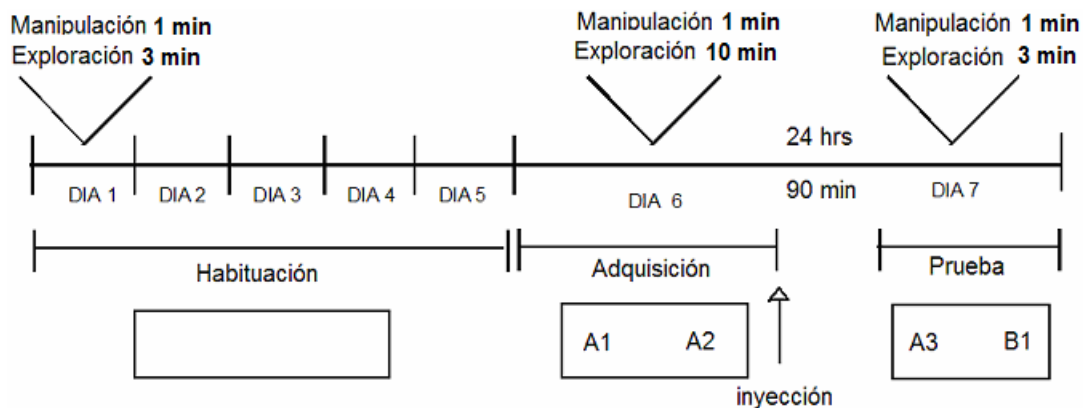 Manipulación 1 min
Exploración 3 min
Manipulación 1 min
Exploración 10 min
Manipulación 1 min
Exploración 3 min
24 hrs
DIA 1
DIA 2
DIA 3
DIA 4
DIA 5
DIA 6
90 min
DIA 7
Habituación
Adquisición
Prueba
A1
A2
A3
B1
inyección